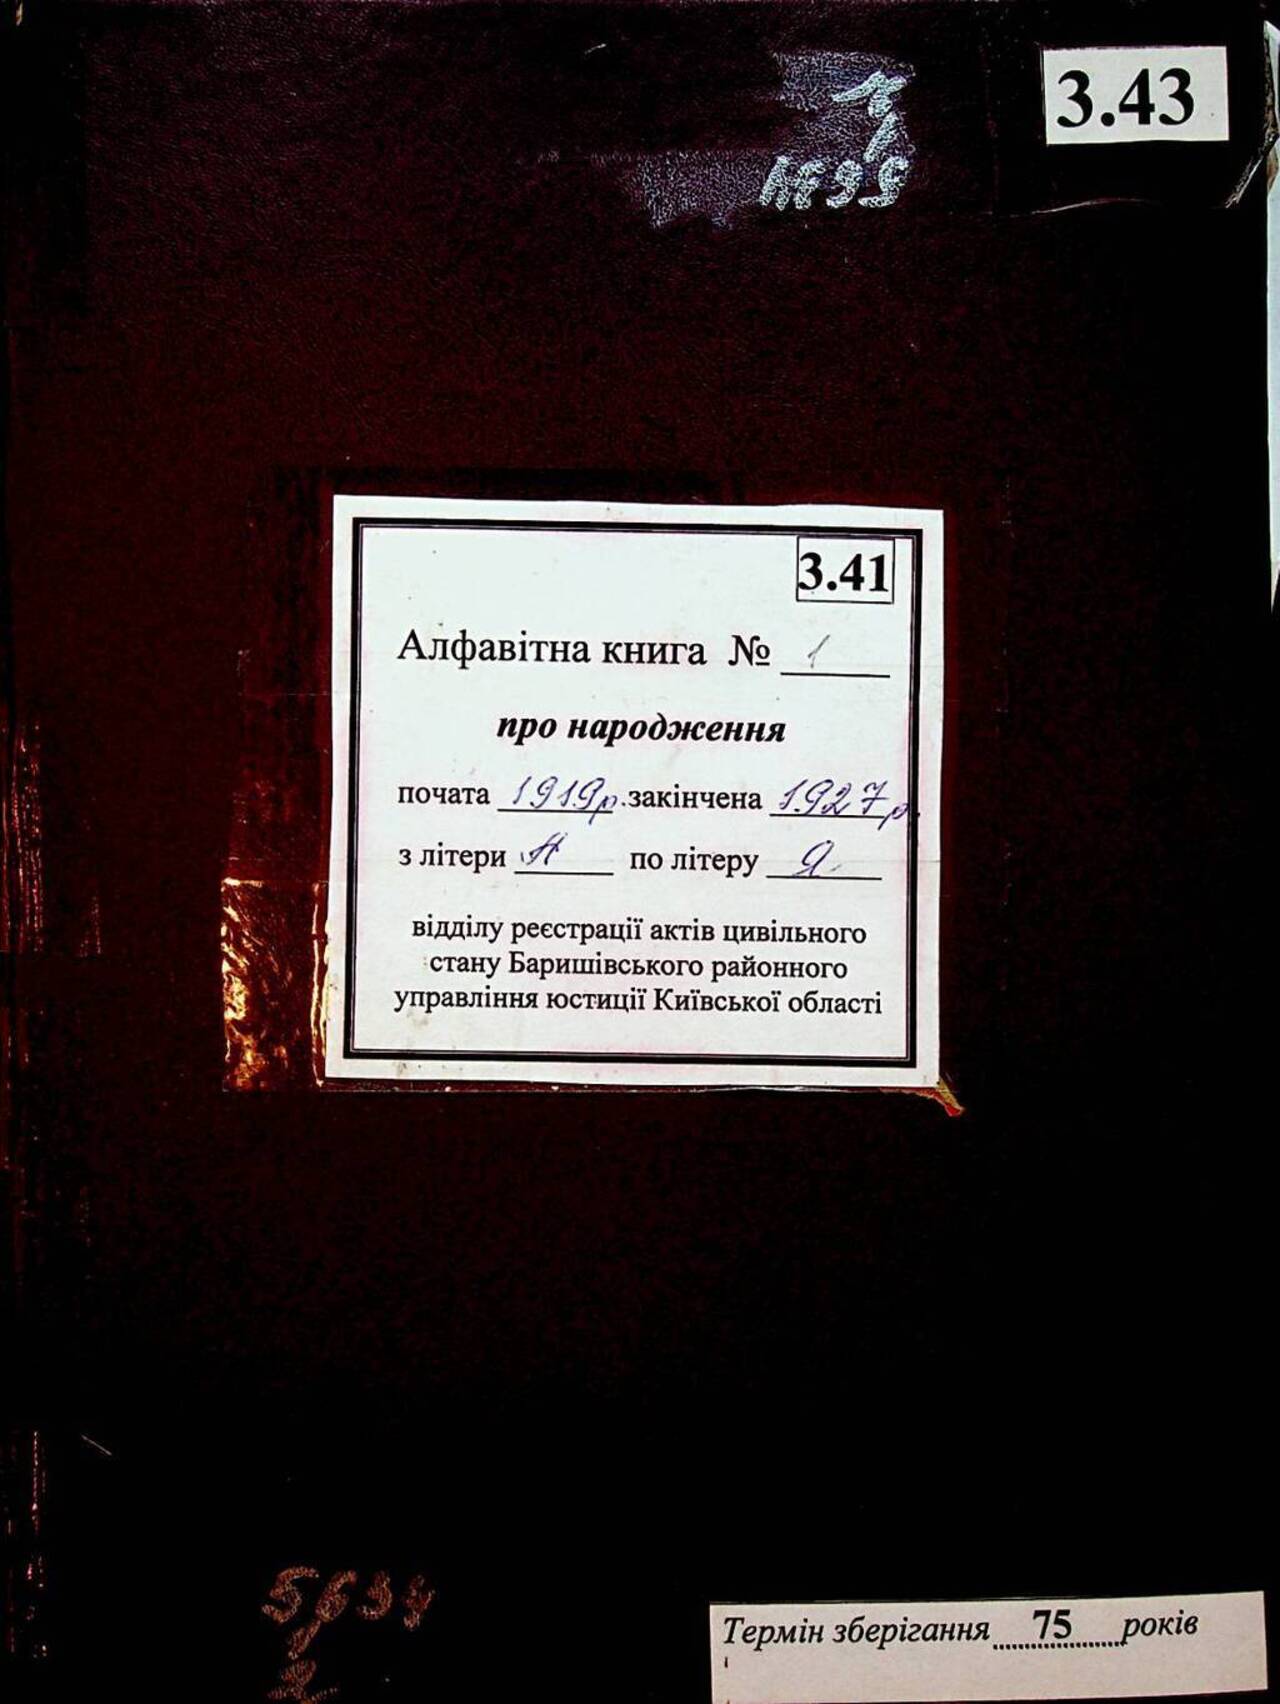 3.43
3.41
Алфавітна книга № 1
про народження
почата 1919р. закінчена 1927р.
з літери А по літеру Я
відділу реєстрації актів цивільного
стану Баришівського районного
управління юстиції Київської області
5634
Термін зберігання 75 років